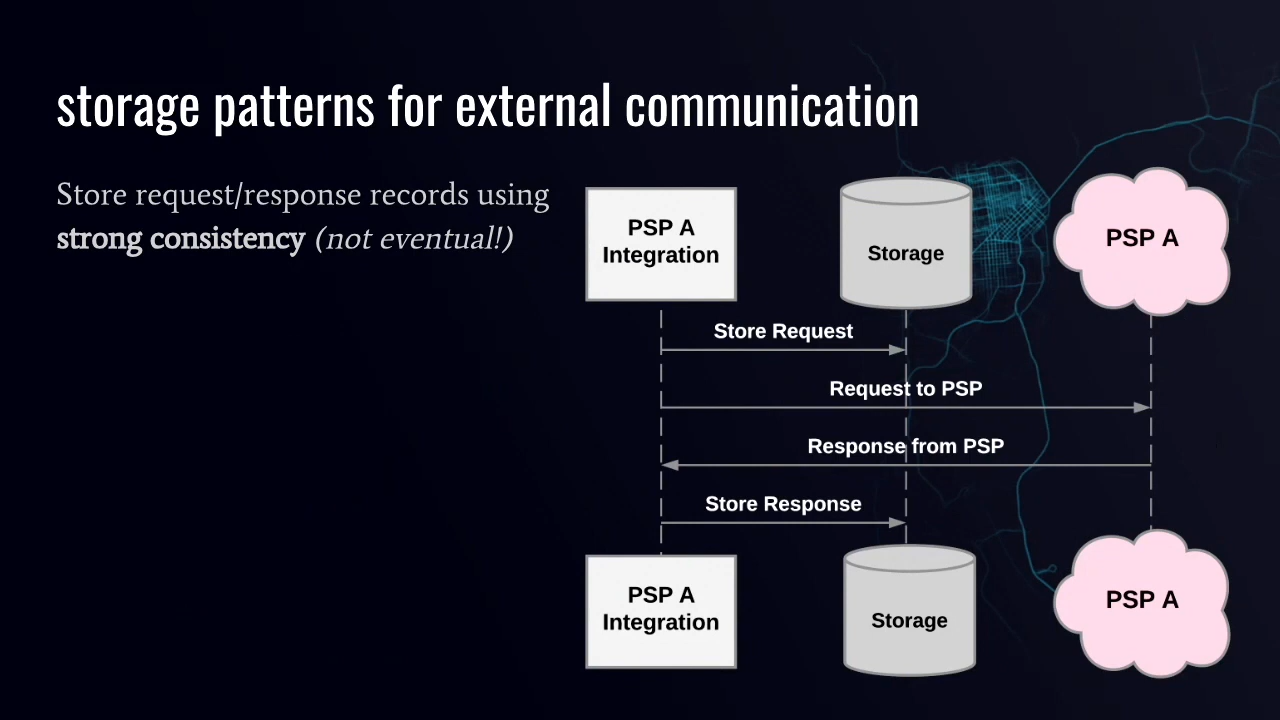 storage patterns for external communication
Store request/response records using
strong consistency (not eventual!)
PSP A
Integration
Storage
PSP A
Store Request
Request to PSP
Response from PSP
Store Response
PSP A
Integration
Storage
PSP A